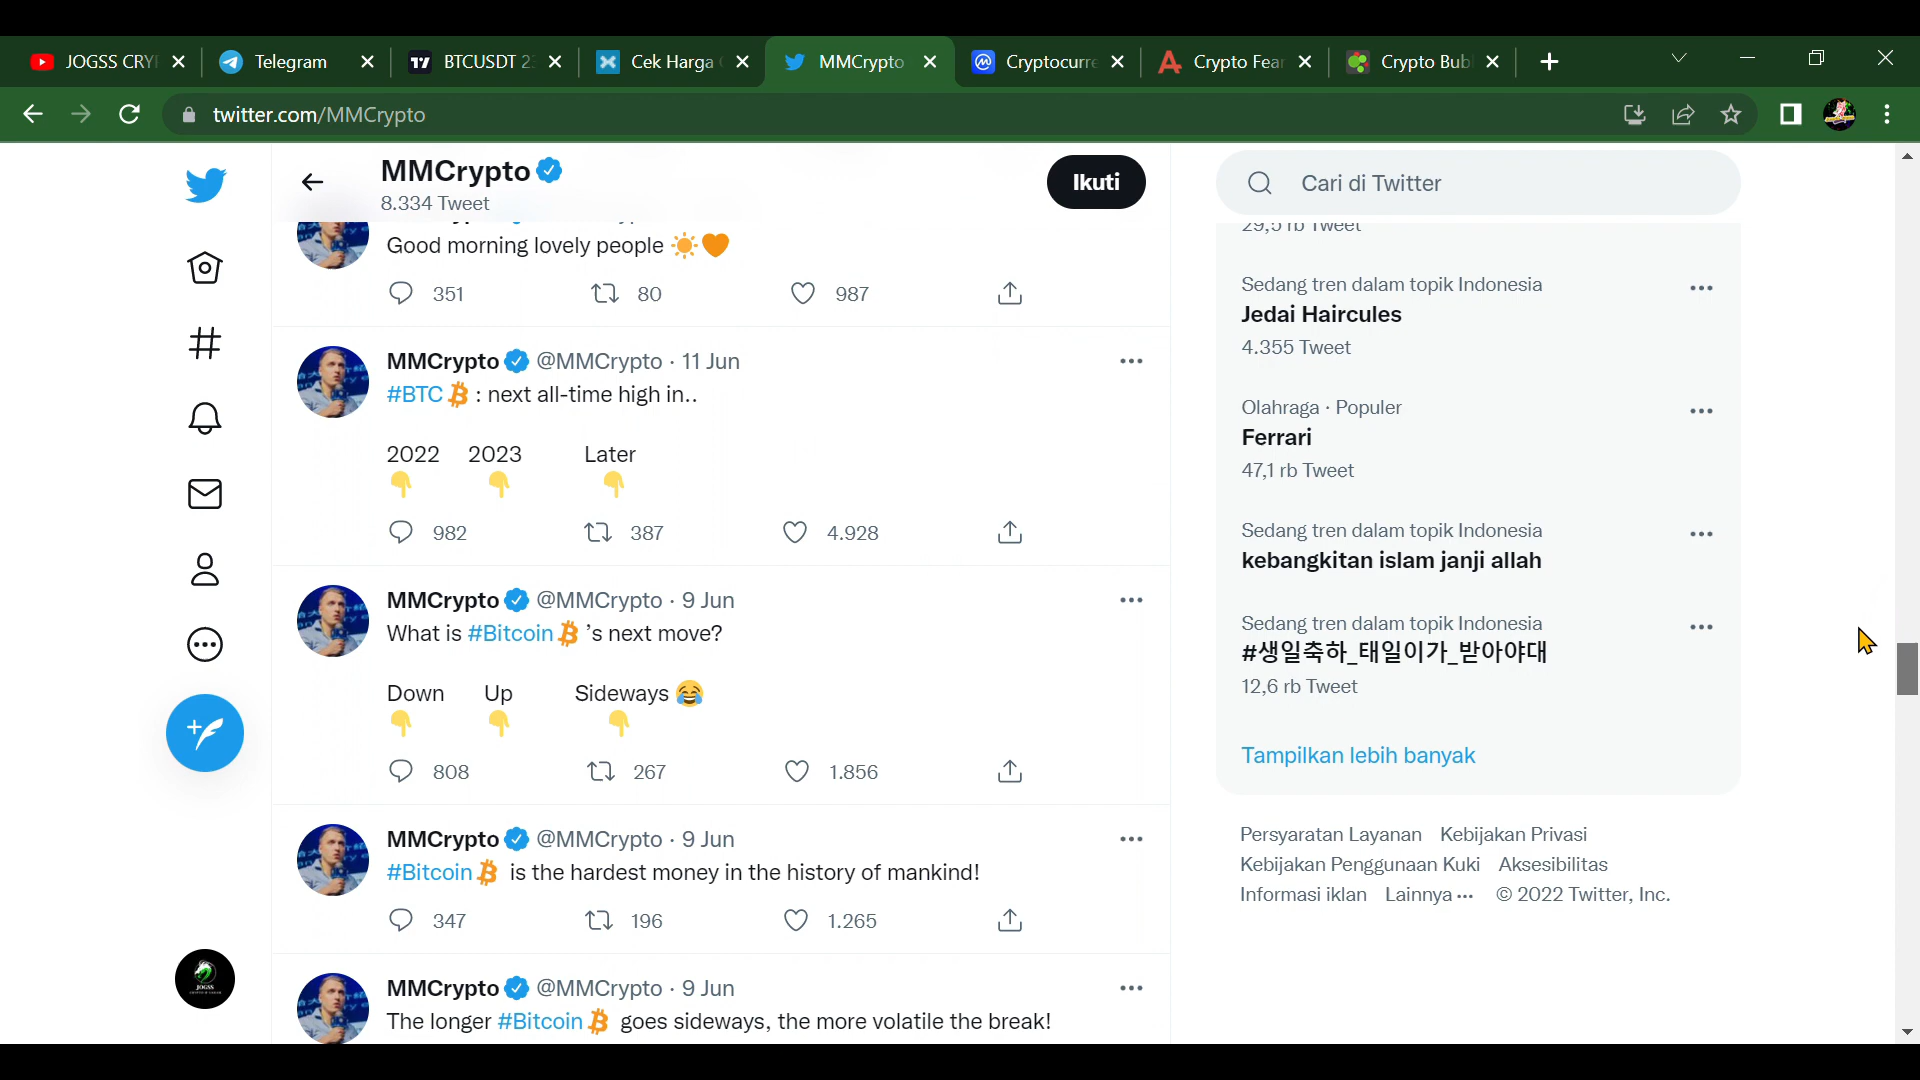 JOGSS CRY
Telegram
BTCUSDT
Cek Harga
MMCrypto
Cryptocurre
Crypto Fear
Crypto Bub
twitter.com/MMCrypto
MMCrypto
8.334 Tweet
Ikuti
Good morning lovely people ☀️🧡
351 80 987
MMCrypto @MMCrypto · 11 Jun
#BTC : next all-time high in..
2022 2023 Later
👇 👇 👇
982 387 4.928
MMCrypto @MMCrypto · 9 Jun
What is #Bitcoin 's next move?
Down Up Sideways 😂
👇 👇 👇
808 267 1.856
MMCrypto @MMCrypto · 9 Jun
#Bitcoin is the hardest money in the history of mankind!
347 196 1.265
MMCrypto @MMCrypto · 9 Jun
The longer #Bitcoin goes sideways, the more volatile the break!
Cari di Twitter
29,5 rb Tweet
Sedang tren dalam topik Indonesia
Jedai Haircules
4.355 Tweet
Olahraga · Populer
Ferrari
47,1 rb Tweet
Sedang tren dalam topik Indonesia
kebangkitan islam janji allah
Sedang tren dalam topik Indonesia
#생일축하_태일이가_받아야대
12,6 rb Tweet
Tampilkan lebih banyak
Persyaratan Layanan Kebijakan Privasi
Kebijakan Penggunaan Kuki Aksesibilitas
Informasi iklan Lainnya ··· © 2022 Twitter, Inc.
JOGSS